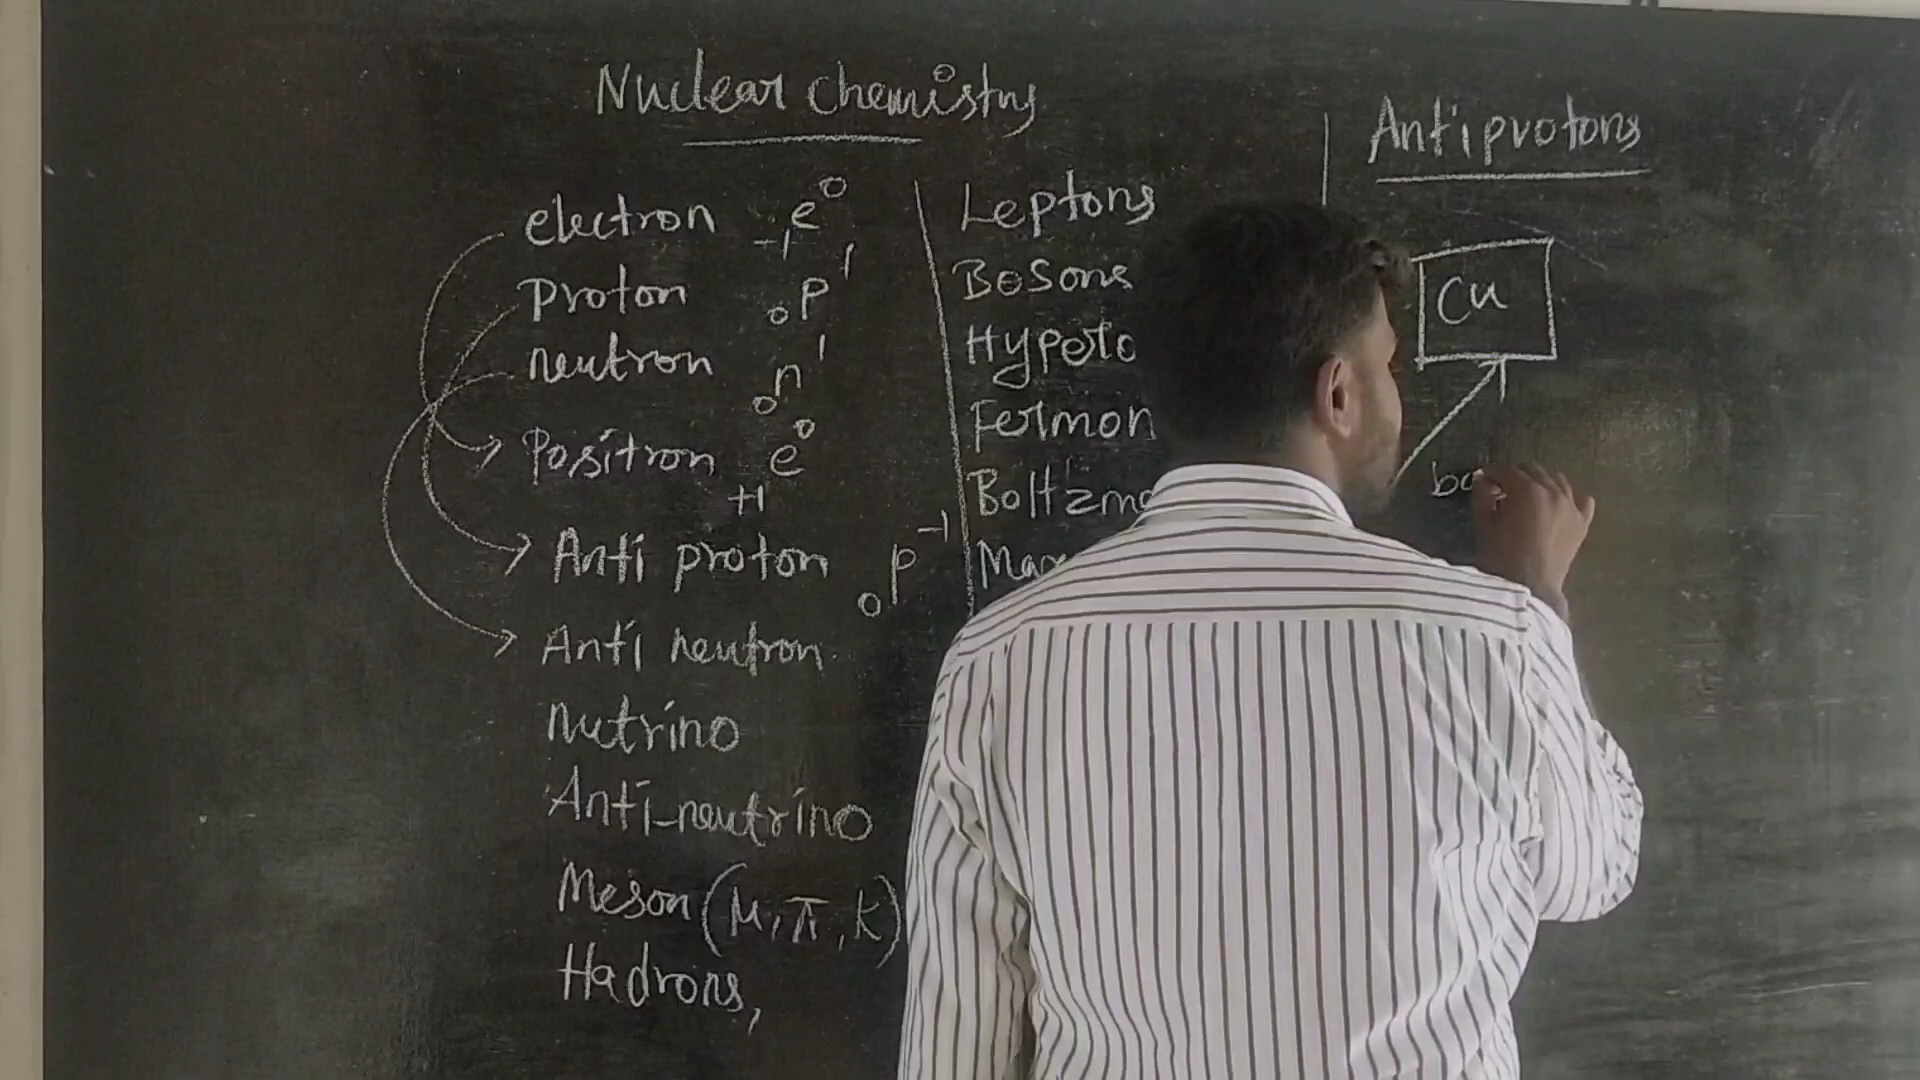 Nuclear chemistry
electron -1e0
proton 0p1
neutron 0n1
Positron +1e0
Anti proton 0p-1
Anti neutron.
Nutrino
Anti-neutrino
Meson (μ, π, K)
Hadrons,
Leptons
Bosons
Fermon
Antiprotons
Cu